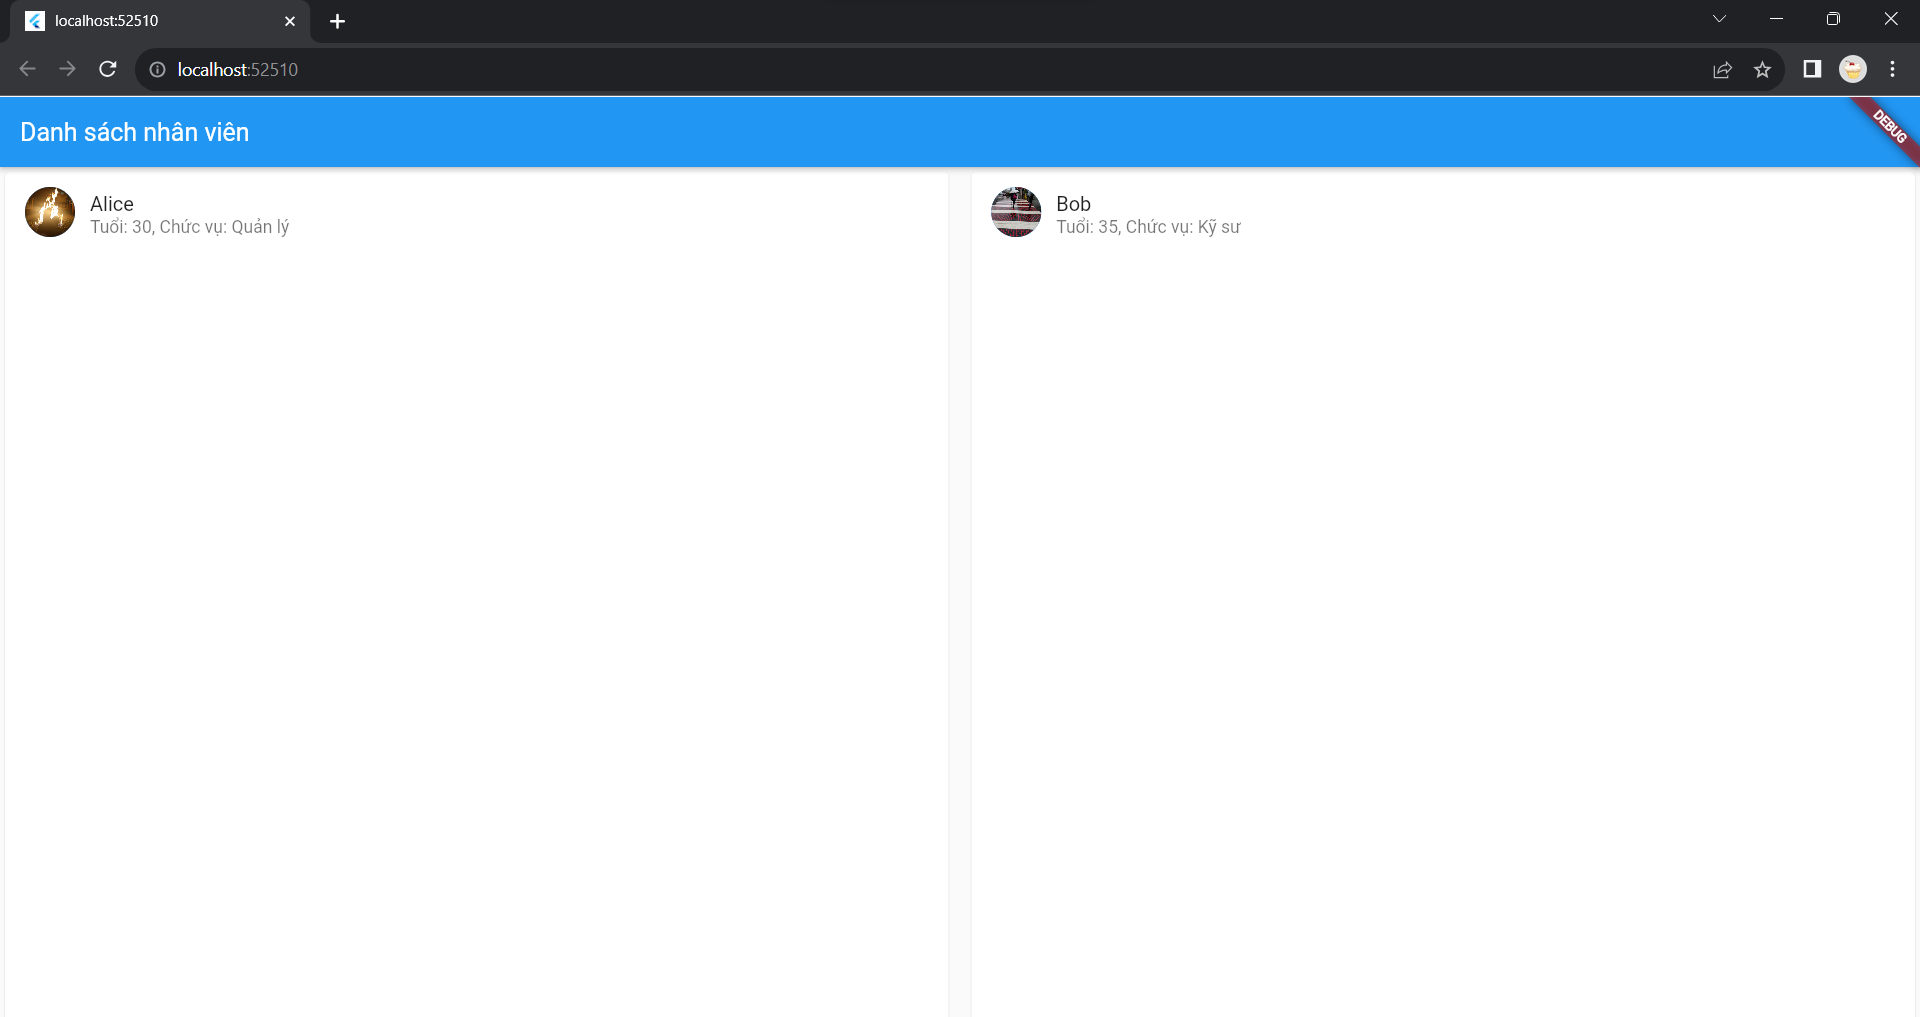 localhost:52510
localhost:52510
Danh sách nhân viên
DEBUG
Alice
Tuổi: 30, Chức vụ: Quản lý
Bob
Tuổi: 35, Chức vụ: Kỹ sư